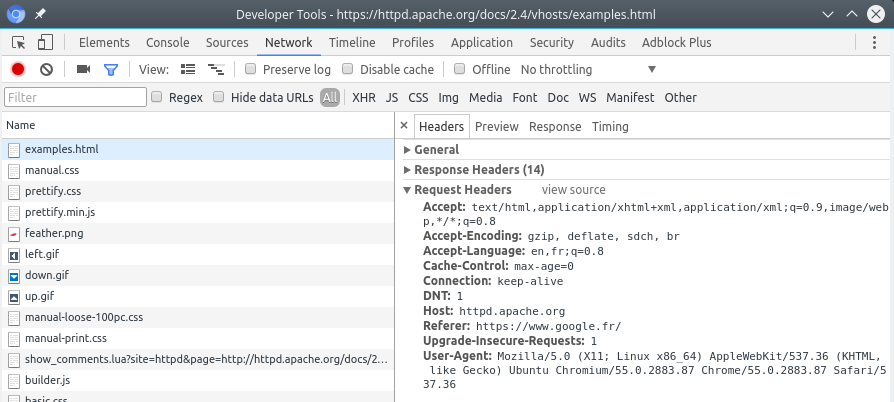 Developer Tools - https://httpd.apache.org/docs/2.4/vhosts/examples.html
Elements Console Sources Network Timeline Profiles Application Security Audits Adblock Plus
View: Preserve log Disable cache Offline No throttling
Filter Regex Hide data URLs All XHR JS CSS Img Media Font Doc WS Manifest Other
Name
examples.html
manual.css
prettify.css
prettify.min.js
feather.png
left.gif
down.gif
up.gif
manual-loose-100pc.css
manual-print.css
show_comments.lua?site=httpd&page=http://httpd.apache.org/docs/2...
builder.js
basic.css
× Headers Preview Response Timing
General
Response Headers (14)
Request Headers view source
Accept: text/html,application/xhtml+xml,application/xml;q=0.9,image/web
p,*/*;q=0.8
Accept-Encoding: gzip, deflate, sdch, br
Accept-Language: en,fr;q=0.8
Cache-Control: max-age=0
Connection: keep-alive
DNT: 1
Host: httpd.apache.org
Referer: https://www.google.fr/
Upgrade-Insecure-Requests: 1
User-Agent: Mozilla/5.0 (X11; Linux x86_64) AppleWebKit/537.36 (KHTML,
like Gecko) Ubuntu Chromium/55.0.2883.87 Chrome/55.0.2883.87 Safari/5
37.36